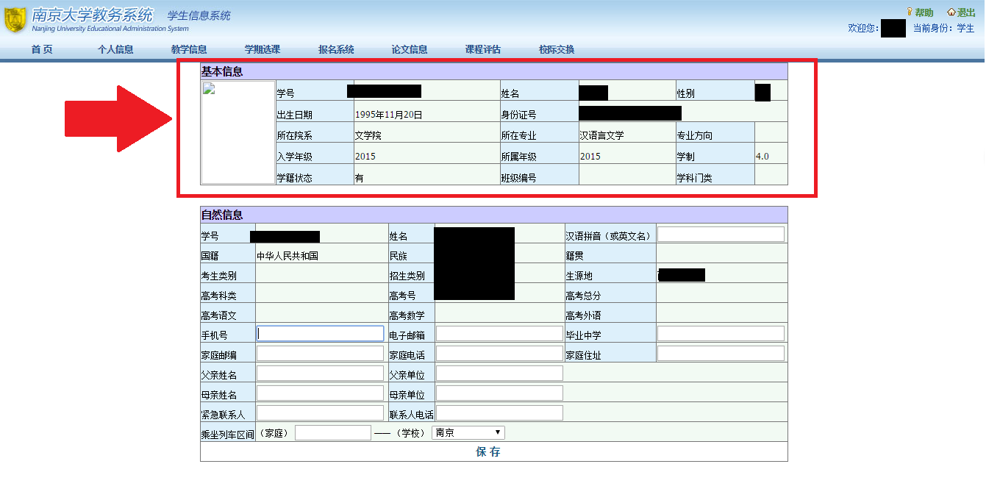 南京大学教务系统 学生信息系统
Nanjing University Educational Administration System
帮助 退出
欢迎您: 当前身份：学生
首 页 个人信息 教学信息 学期选课 报名系统 论文信息 课程评估 校际交换
基本信息
学号 姓名 性别
出生日期 1995年11月20日 身份证号
所在院系 文学院 所在专业 汉语言文学 专业方向
入学年级 2015 所属年级 2015 学制 4.0
学籍状态 有 班级编号 学科门类
自然信息
学号 姓名 汉语拼音（或英文名）
国籍 中华人民共和国 民族 籍贯
考生类别 招生类别 生源地
高考科类 高考号 高考总分
高考语文 高考数学 高考外语
手机号 电子邮箱 毕业中学
家庭邮编 家庭电话 家庭住址
父亲姓名 父亲单位
母亲姓名 母亲单位
紧急联系人 联系人电话
乘坐列车区间 （家庭） ——（学校） 南京
保 存